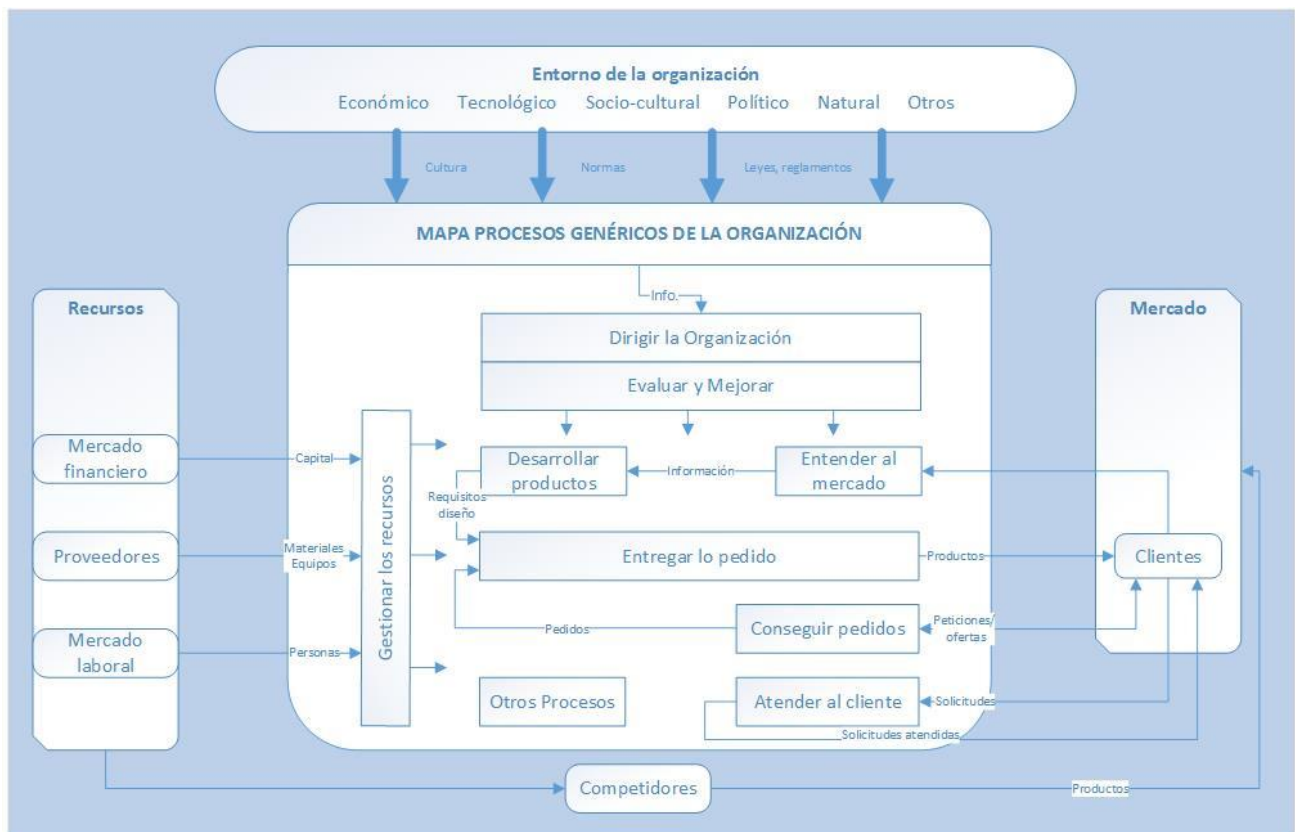 Entorno de la organización
Económico Tecnológico Socio-cultural Político Natural Otros
Cultura
Normas
Leyes, reglamentos
MAPA PROCESOS GENÉRICOS DE LA ORGANIZACIÓN
Info.
Dirigir la Organización
Evaluar y Mejorar
Recursos
Mercado
financiero
Proveedores
Mercado
laboral
Capital
Materiales
Equipos
Personas
Gestionar los recursos
Desarrollar
productos
Información
Entender al
mercado
Requisitos
diseño
Entregar lo pedido
Productos
Pedidos
Conseguir pedidos
Peticiones/
ofertas
Otros Procesos
Atender al cliente
Solicitudes
Solicitudes atendidas
Mercado
Clientes
Competidores
Productos